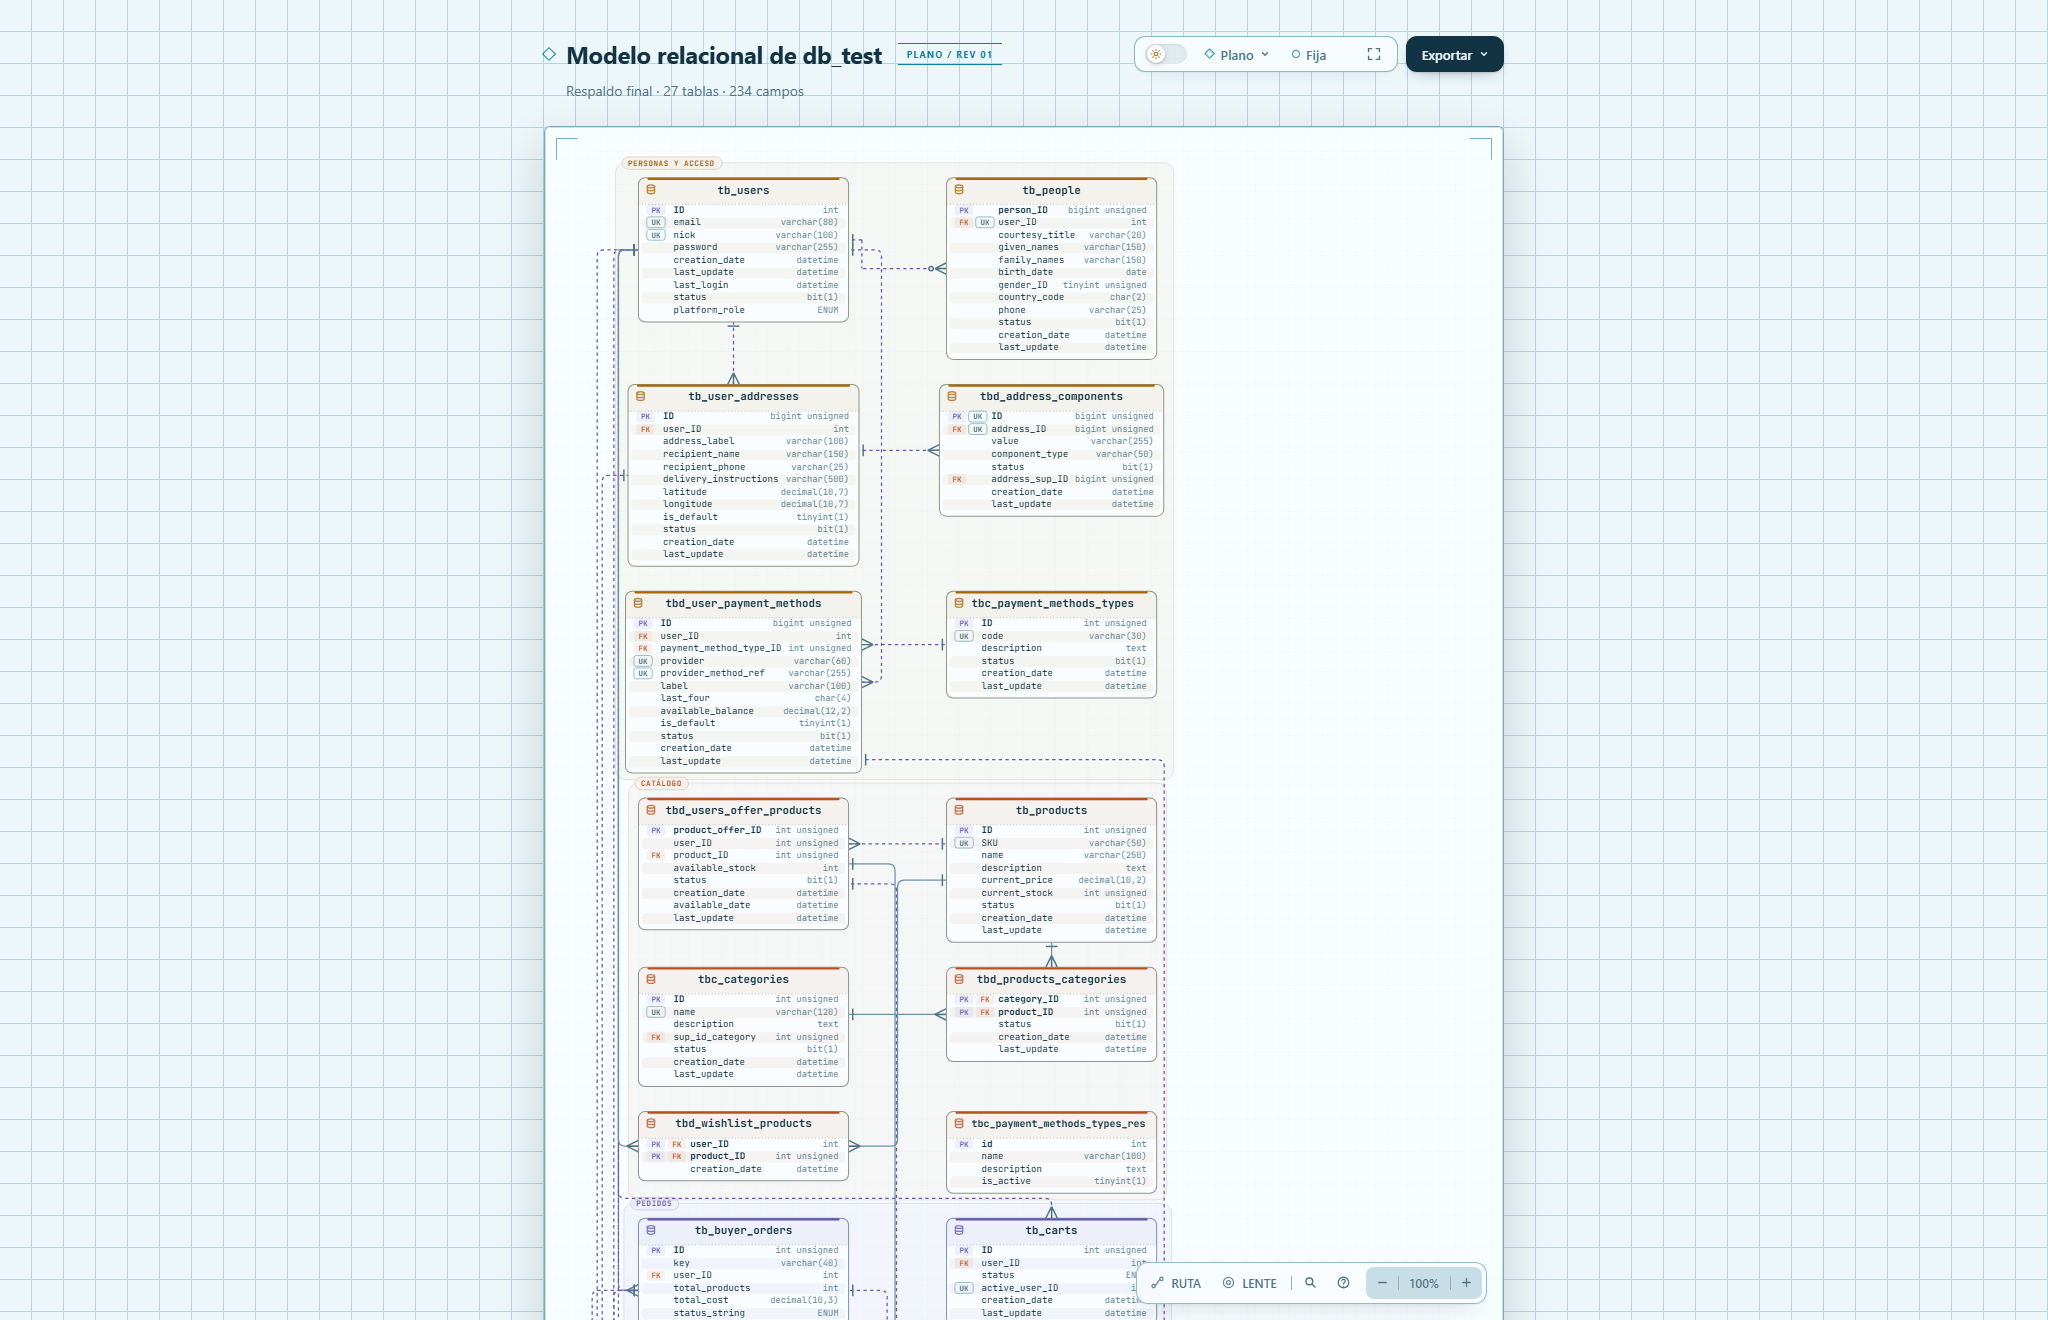 Modelo relacional de db_test
PLANO / REV 01
Plano
Fija
Exportar
Respaldo final · 27 tablas · 234 campos
PERSONAS Y ACCESO
tb_users
PK ID int
UK email varchar(80)
UK nick varchar(100)
password varchar(255)
creation_date datetime
last_update datetime
last_login datetime
status bit(1)
platform_role ENUM
tb_people
PK person_ID bigint unsigned
FK UK user_ID int
courtesy_title varchar(20)
given_names varchar(150)
family_names varchar(150)
birth_date date
gender_ID tinyint unsigned
country_code char(2)
phone varchar(25)
status bit(1)
creation_date datetime
last_update datetime
tb_user_addresses
PK ID bigint unsigned
FK user_ID int
address_label varchar(100)
recipient_name varchar(150)
recipient_phone varchar(25)
delivery_instructions varchar(500)
latitude decimal(10,7)
longitude decimal(10,7)
is_default tinyint(1)
status bit(1)
creation_date datetime
last_update datetime
tbd_address_components
PK UK ID bigint unsigned
FK UK address_ID bigint unsigned
value varchar(255)
component_type varchar(50)
status bit(1)
FK address_sup_ID bigint unsigned
creation_date datetime
last_update datetime
tbd_user_payment_methods
PK ID bigint unsigned
FK user_ID int
FK payment_method_type_ID int unsigned
UK provider varchar(60)
UK provider_method_ref varchar(255)
label varchar(100)
last_four char(4)
available_balance decimal(12,2)
is_default tinyint(1)
status bit(1)
creation_date datetime
last_update datetime
tbc_payment_methods_types
PK ID int unsigned
UK code varchar(30)
description text
status bit(1)
creation_date datetime
last_update datetime
CATÁLOGO
tbd_users_offer_products
PK product_offer_ID int unsigned
user_ID int unsigned
FK product_ID int unsigned
available_stock int
status bit(1)
creation_date datetime
available_date datetime
last_update datetime
tb_products
PK ID int unsigned
UK SKU varchar(50)
name varchar(250)
description text
current_price decimal(10,2)
current_stock int unsigned
status bit(1)
creation_date datetime
last_update datetime
tbc_categories
PK ID int unsigned
UK name varchar(120)
description text
FK sup_id_category int unsigned
status bit(1)
creation_date datetime
last_update datetime
tbd_products_categories
PK FK category_ID int unsigned
PK FK product_ID int unsigned
status bit(1)
creation_date datetime
last_update datetime
tbd_wishlist_products
PK FK user_ID int
PK FK product_ID int unsigned
creation_date datetime
tbc_payment_methods_types_res
PK id int
name varchar(100)
description text
is_active tinyint(1)
PEDIDOS
tb_buyer_orders
PK ID int unsigned
key varchar(40)
FK user_ID int
total_products int
total_cost decimal(10,3)
status_string ENUM
tb_carts
PK ID int unsigned
FK user_ID int
status
UK active_user_ID
creation_date
last_update
RUTA
LENTE
100%